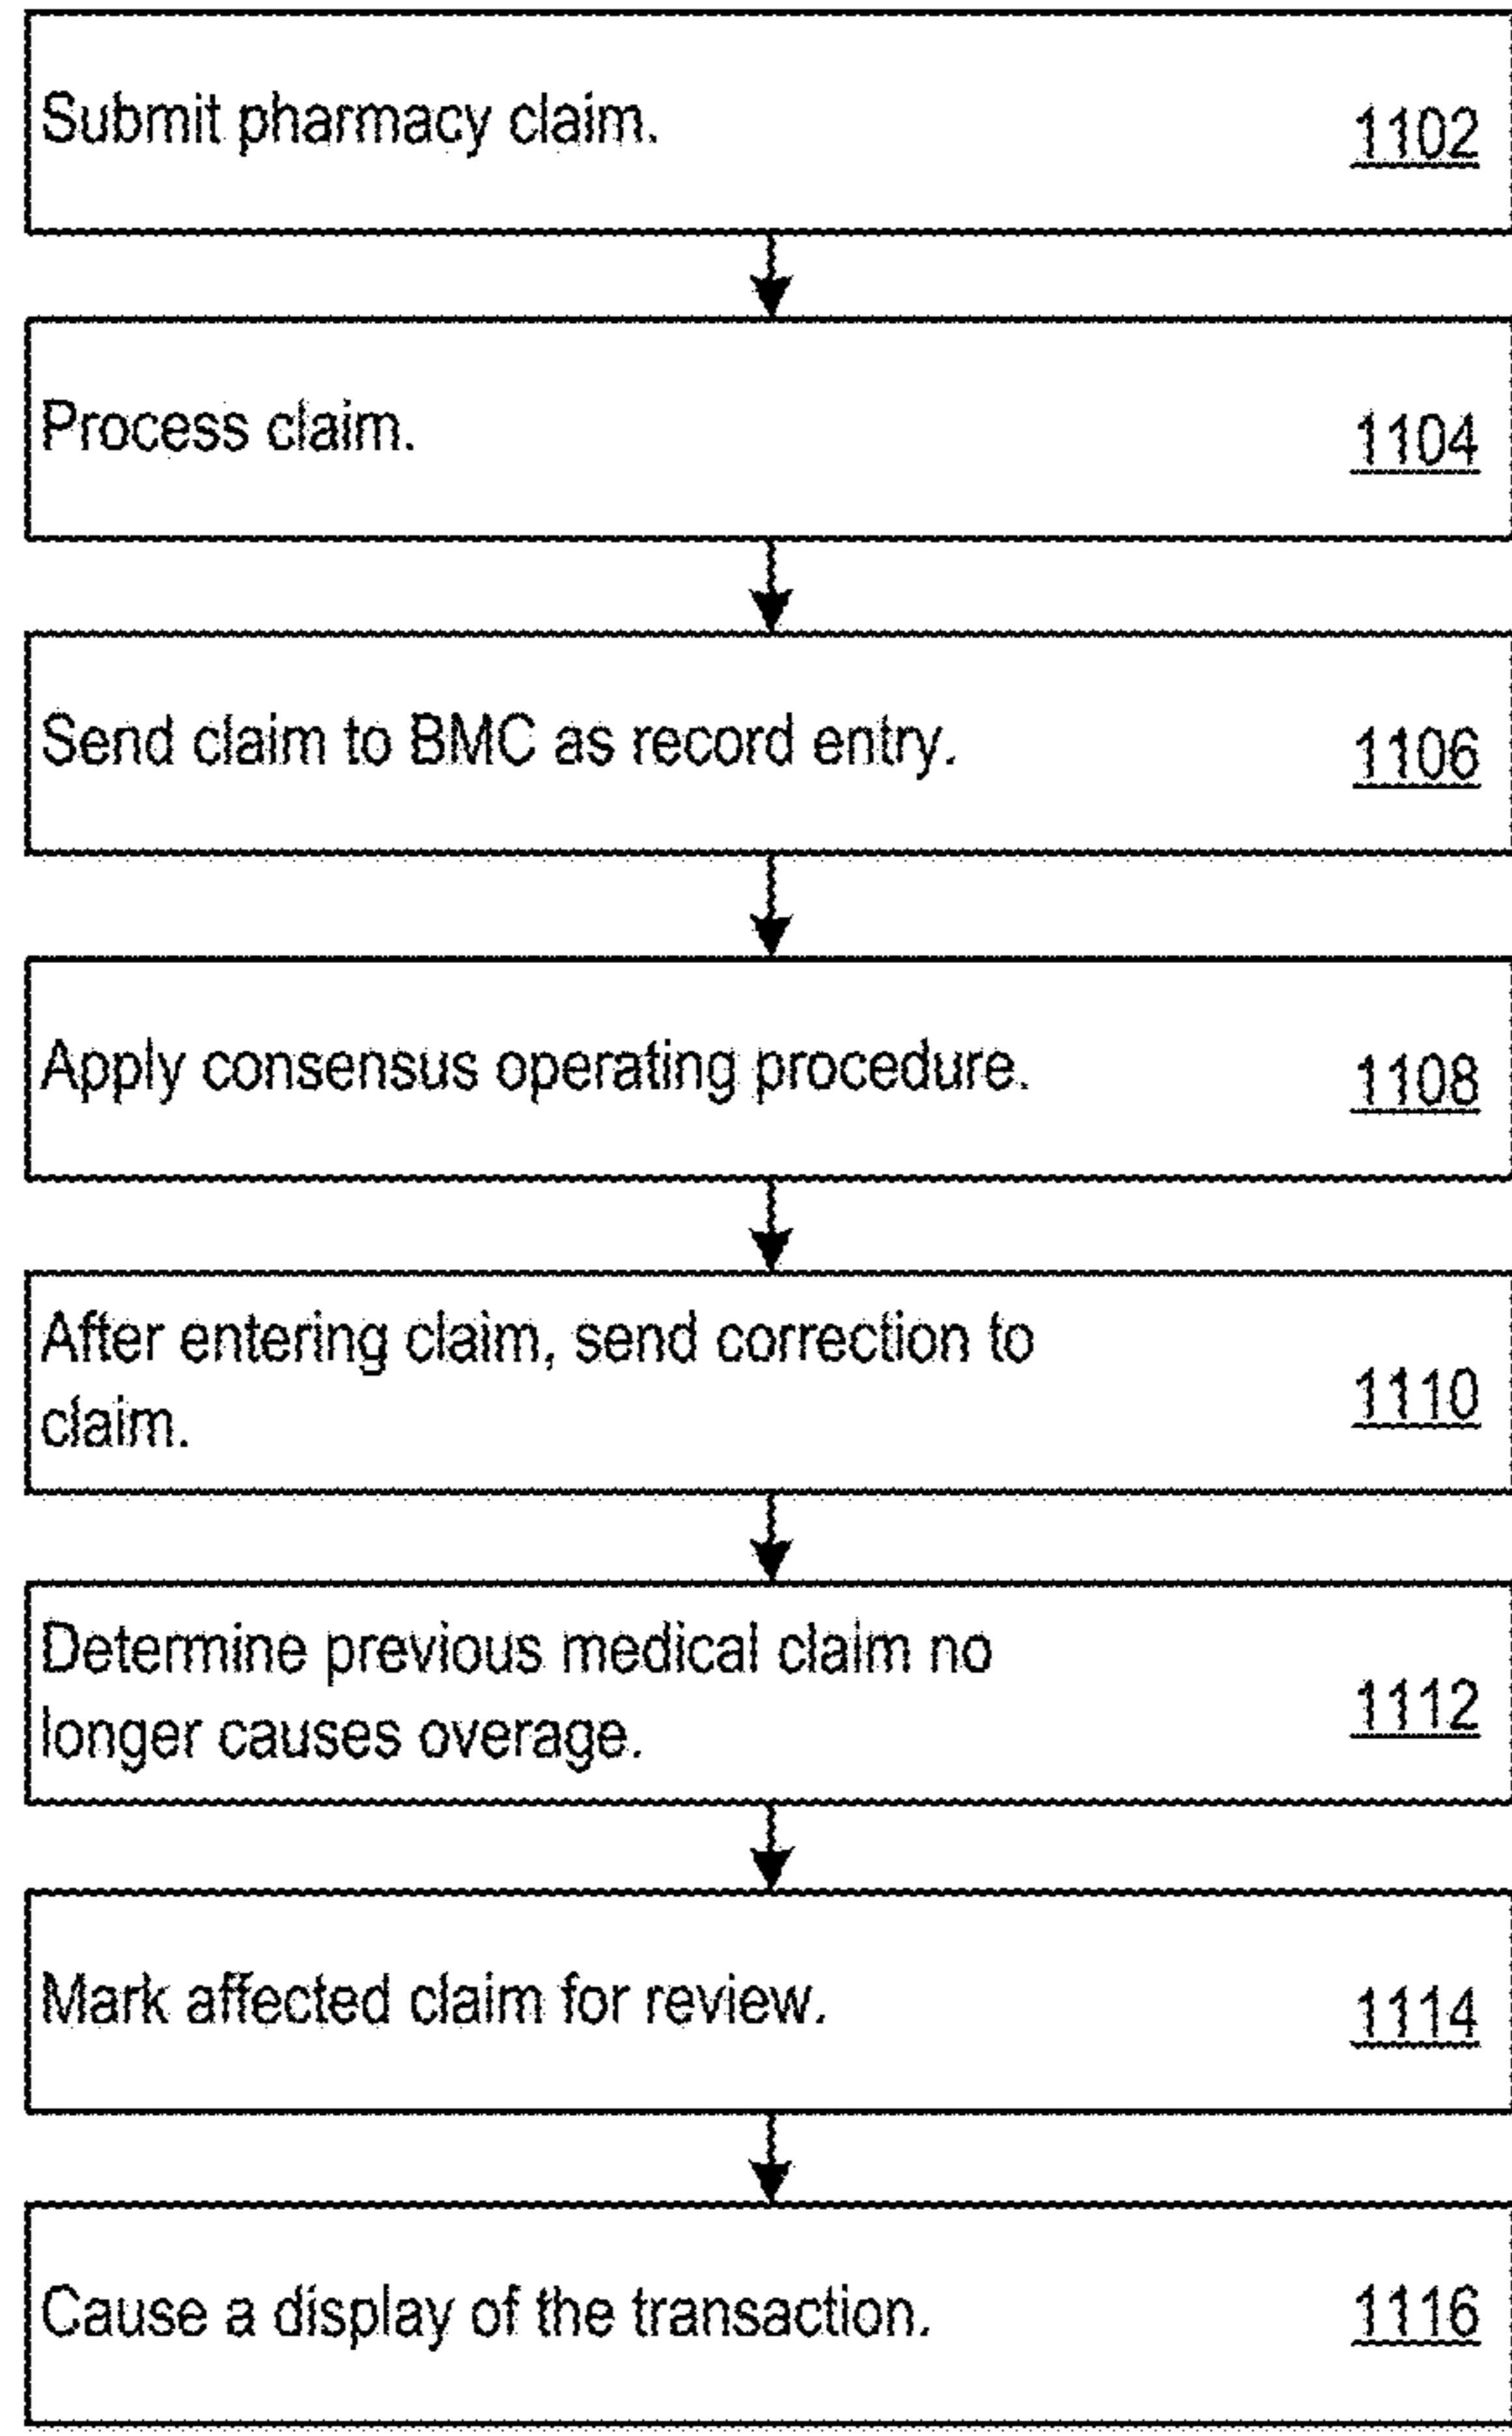 Submit pharmacy claim. 1102
Process claim. 1104
Send claim to BMC as record entry. 1106
Apply consensus operating procedure. 1108
After entering claim, send correction to
claim. 1110
Determine previous medical claim no
longer causes overage. 1112
Mark affected claim for review. 1114
Cause a display of the transaction. 1116